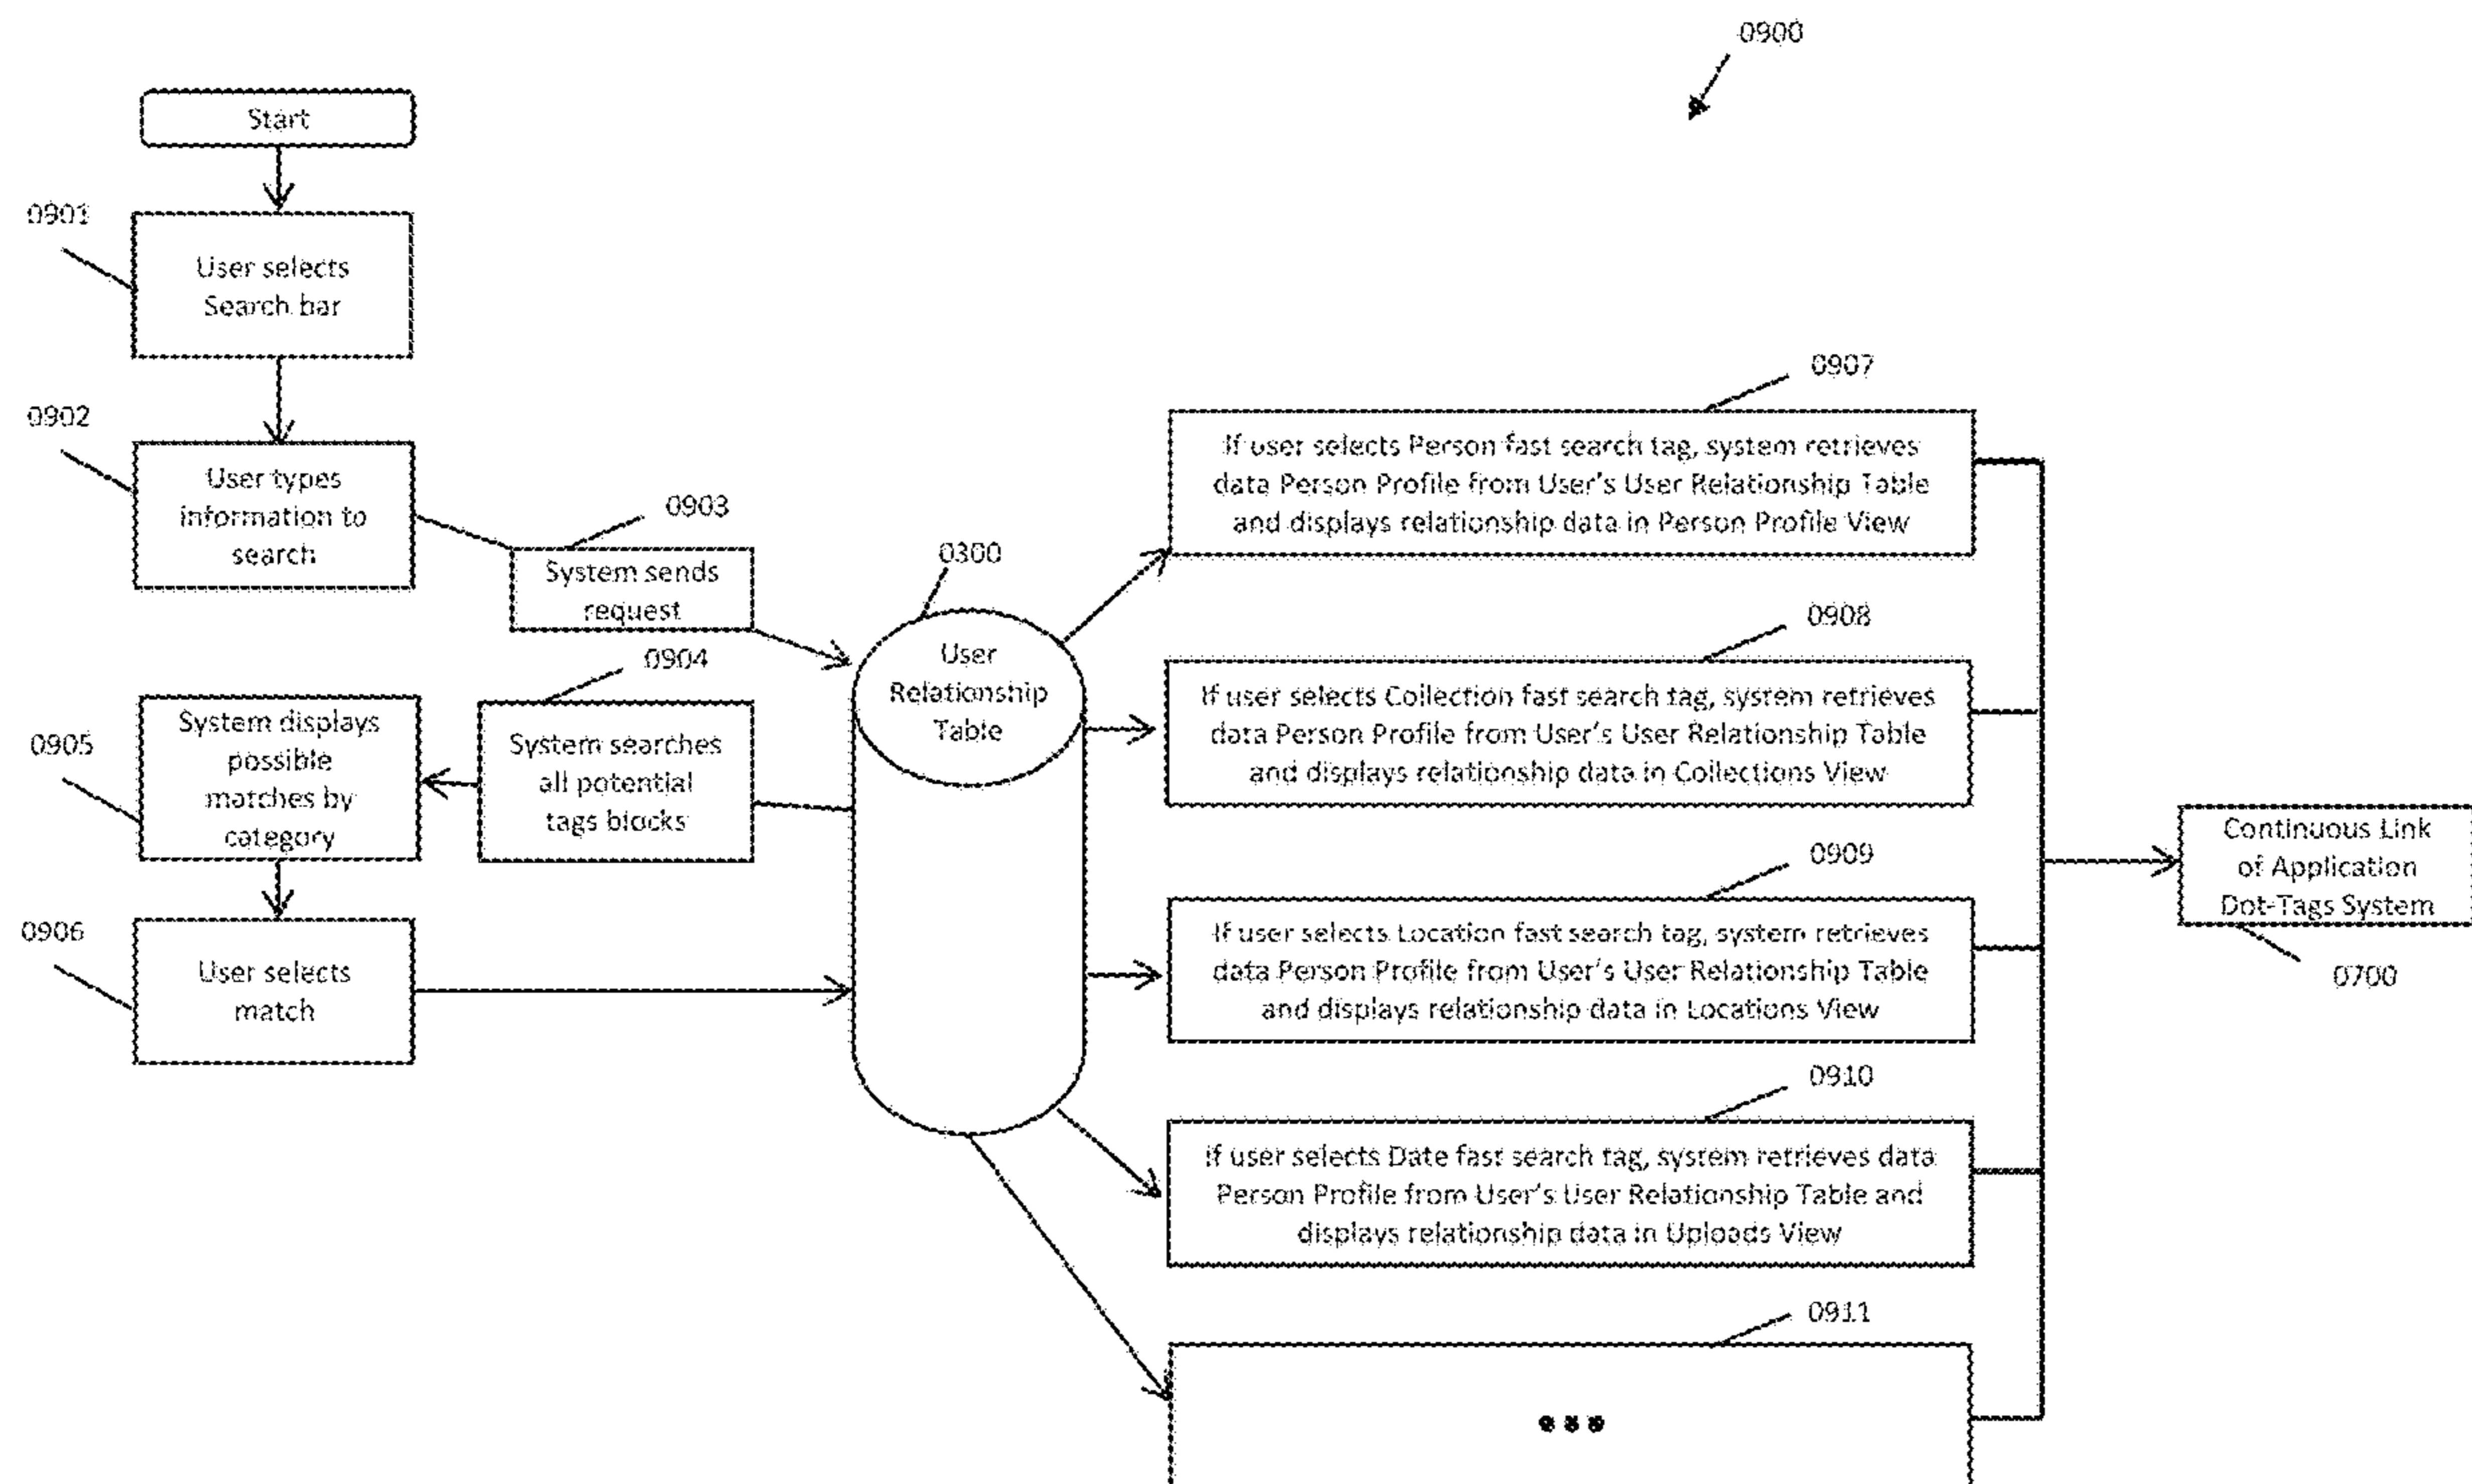 0900
Start
0901
User selects
Search bar
0902
User types
information to
search
0903
System sends
request
0300
User
Relationship
Table
0904
System searches
all potential
tags blocks
0905
System displays
possible
matches by
category
0906
User selects
match
0907
If user selects Person fast search tag, system retrieves
data Person Profile from User's User Relationship Table
and displays relationship data in Person Profile View
0908
If user selects Collection fast search tag, system retrieves
data Person Profile from User's User Relationship Table
and displays relationship data in Collections View
0909
If user selects Location fast search tag, system retrieves
data Person Profile from User's User Relationship Table
and displays relationship data in Locations View
0910
If user selects Date fast search tag, system retrieves data
Person Profile from User's User Relationship Table and
displays relationship data in Uploads View
0911
...
Continuous Link
of Application
Dot-Tags System
0700